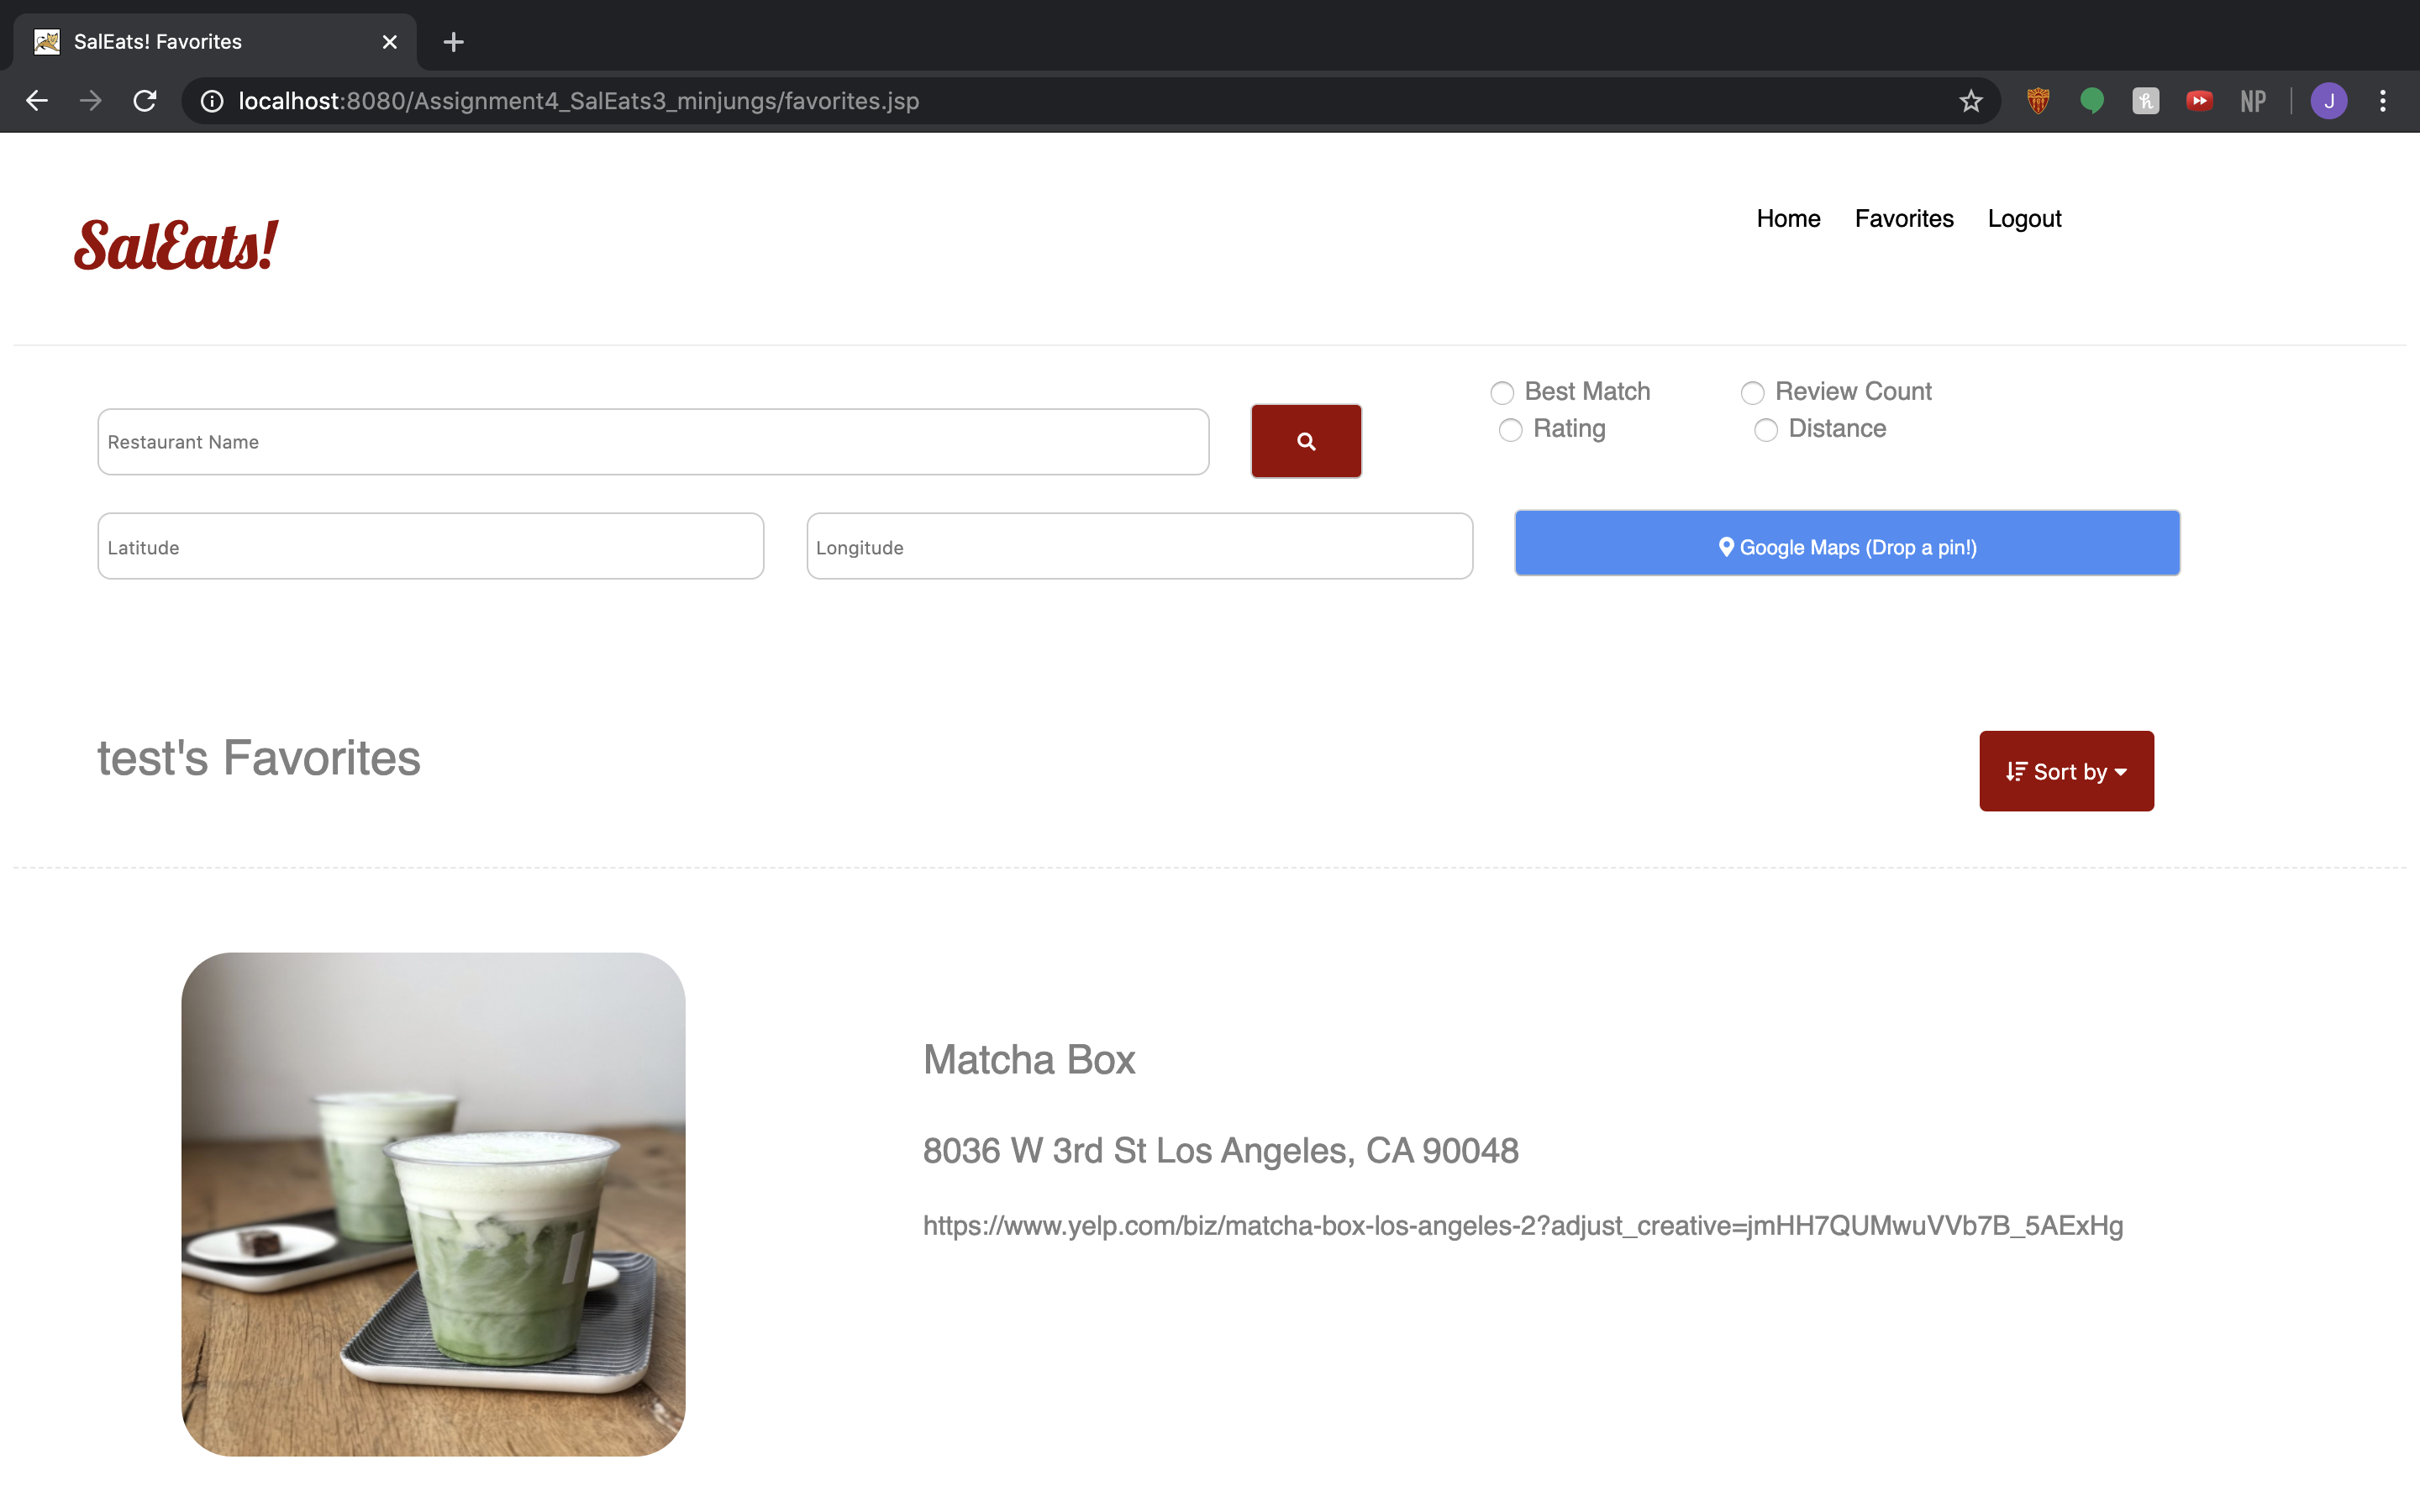 SalEats! Favorites
localhost:8080/Assignment4_SalEats3_minjungs/favorites.jsp
NP
J
SalEats!
Home Favorites Logout
Best Match Review Count
Rating Distance
Restaurant Name
Latitude Longitude Google Maps (Drop a pin!)
test's Favorites
Sort by
Matcha Box
8036 W 3rd St Los Angeles, CA 90048
https://www.yelp.com/biz/matcha-box-los-angeles-2?adjust_creative=jmHH7QUMwuVVb7B_5AExHg